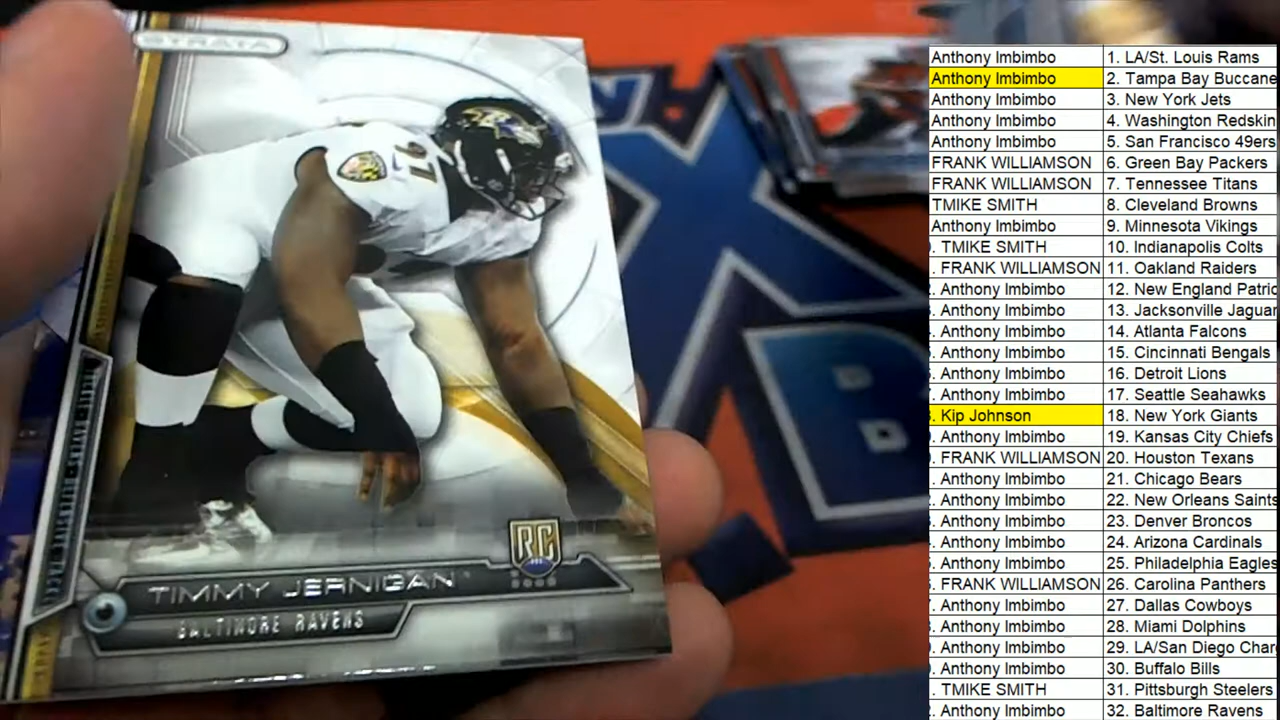 STRATA
97
TIMMY JERNIGAN
BALTIMORE RAVENS
RC
Anthony Imbimbo 1. LA/St. Louis Rams
Anthony Imbimbo 2. Tampa Bay Buccane
Anthony Imbimbo 3. New York Jets
Anthony Imbimbo 4. Washington Redskin
Anthony Imbimbo 5. San Francisco 49ers
FRANK WILLIAMSON 6. Green Bay Packers
FRANK WILLIAMSON 7. Tennessee Titans
TMIKE SMITH 8. Cleveland Browns
Anthony Imbimbo 9. Minnesota Vikings
. TMIKE SMITH 10. Indianapolis Colts
. FRANK WILLIAMSON 11. Oakland Raiders
. Anthony Imbimbo 12. New England Patrio
. Anthony Imbimbo 13. Jacksonville Jaguar
. Anthony Imbimbo 14. Atlanta Falcons
. Anthony Imbimbo 15. Cincinnati Bengals
. Anthony Imbimbo 16. Detroit Lions
. Anthony Imbimbo 17. Seattle Seahawks
. Kip Johnson 18. New York Giants
. Anthony Imbimbo 19. Kansas City Chiefs
. FRANK WILLIAMSON 20. Houston Texans
. Anthony Imbimbo 21. Chicago Bears
. Anthony Imbimbo 22. New Orleans Saints
. Anthony Imbimbo 23. Denver Broncos
. Anthony Imbimbo 24. Arizona Cardinals
. Anthony Imbimbo 25. Philadelphia Eagles
. FRANK WILLIAMSON 26. Carolina Panthers
. Anthony Imbimbo 27. Dallas Cowboys
. Anthony Imbimbo 28. Miami Dolphins
. Anthony Imbimbo 29. LA/San Diego Char
. Anthony Imbimbo 30. Buffalo Bills
. TMIKE SMITH 31. Pittsburgh Steelers
. Anthony Imbimbo 32. Baltimore Ravens